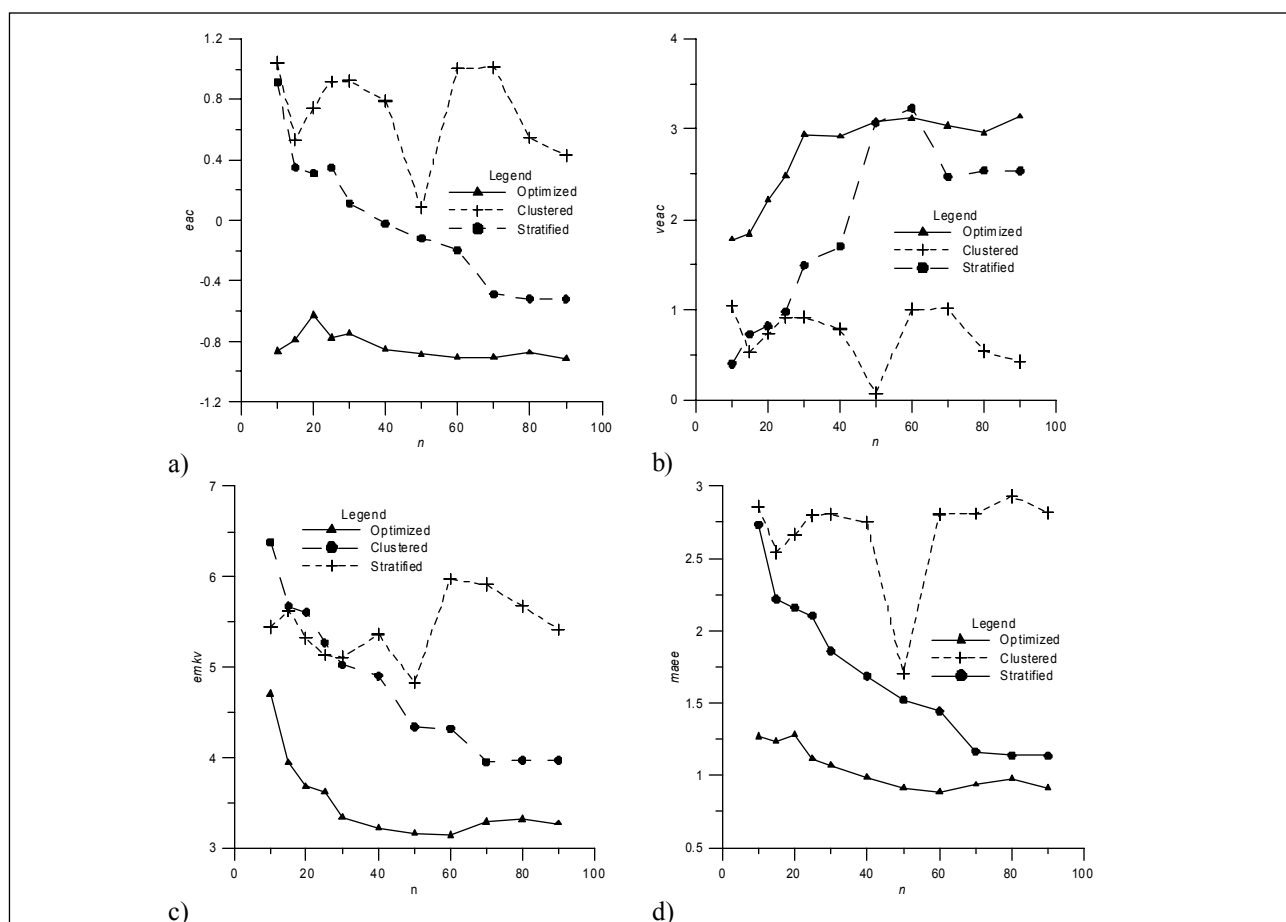 1.2
0.8
0.4
0
-0.4
-0.8
-1.2
eac
0 20 40 60 80 100
n
Legend
Optimized
Clustered
Stratified
a)
4
3
2
1
0
veac
0 20 40 60 80 100
n
Legend
Optimized
Clustered
Stratified
b)
7
6
5
4
3
emkv
0 20 40 60 80 100
n
Legend
Optimized
Clustered
Stratified
c)
3
2.5
2
1.5
1
0.5
maee
0 20 40 60 80 100
n
Legend
Optimized
Clustered
Stratified
d)